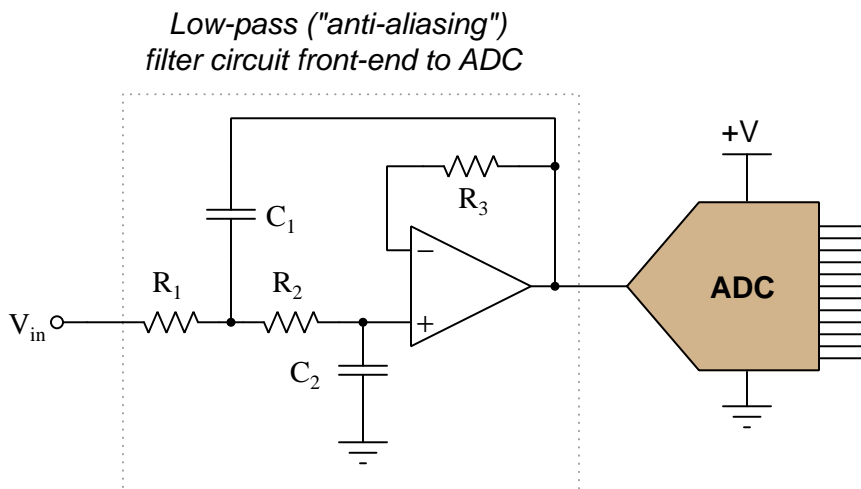 Low-pass ("anti-aliasing")
filter circuit front-end to ADC
+V
R3
C1
−
ADC
R1
R2
Vin
+
C2